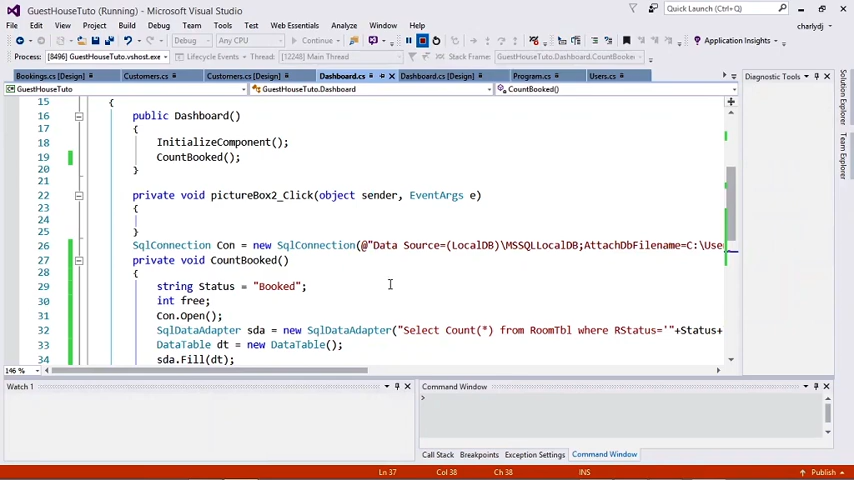 GuestHouseTuto (Running) - Microsoft Visual Studio
Quick Launch (Ctrl+Q)
File Edit View Project Build Debug Team Tools Test Web Essentials Analyze Window Help
charlydj
Debug Any CPU Continue Application Insights
Process: [8496] GuestHouseTuto.vshost.exe Lifecycle Events Thread: [12248] Main Thread Stack Frame: GuestHouseTuto.Dashboard.CountBooked
Bookings.cs [Design] Customers.cs Customers.cs [Design] Dashboard.cs Dashboard.cs [Design] Program.cs Users.cs
Diagnostic Tools
GuestHouseTuto GuestHouseTuto.Dashboard CountBooked()
Solution Explorer
Team Explorer
15 {
16 public Dashboard()
17 {
18 InitializeComponent();
19 CountBooked();
20 }
21
22 private void pictureBox2_Click(object sender, EventArgs e)
23 {
24
25 }
26 SqlConnection Con = new SqlConnection(@"Data Source=(LocalDB)\MSSQLLocalDB;AttachDbFilename=C:\Use
27 private void CountBooked()
28 {
29 string Status = "Booked";
30 int free;
31 Con.Open();
32 SqlDataAdapter sda = new SqlDataAdapter("Select Count(*) from RoomTbl where RStatus='"+Status+
33 DataTable dt = new DataTable();
34 sda.Fill(dt);
146 %
Watch 1
Command Window
>
Call Stack Breakpoints Exception Settings Command Window
Ln 37 Col 38 Ch 38 INS Publish